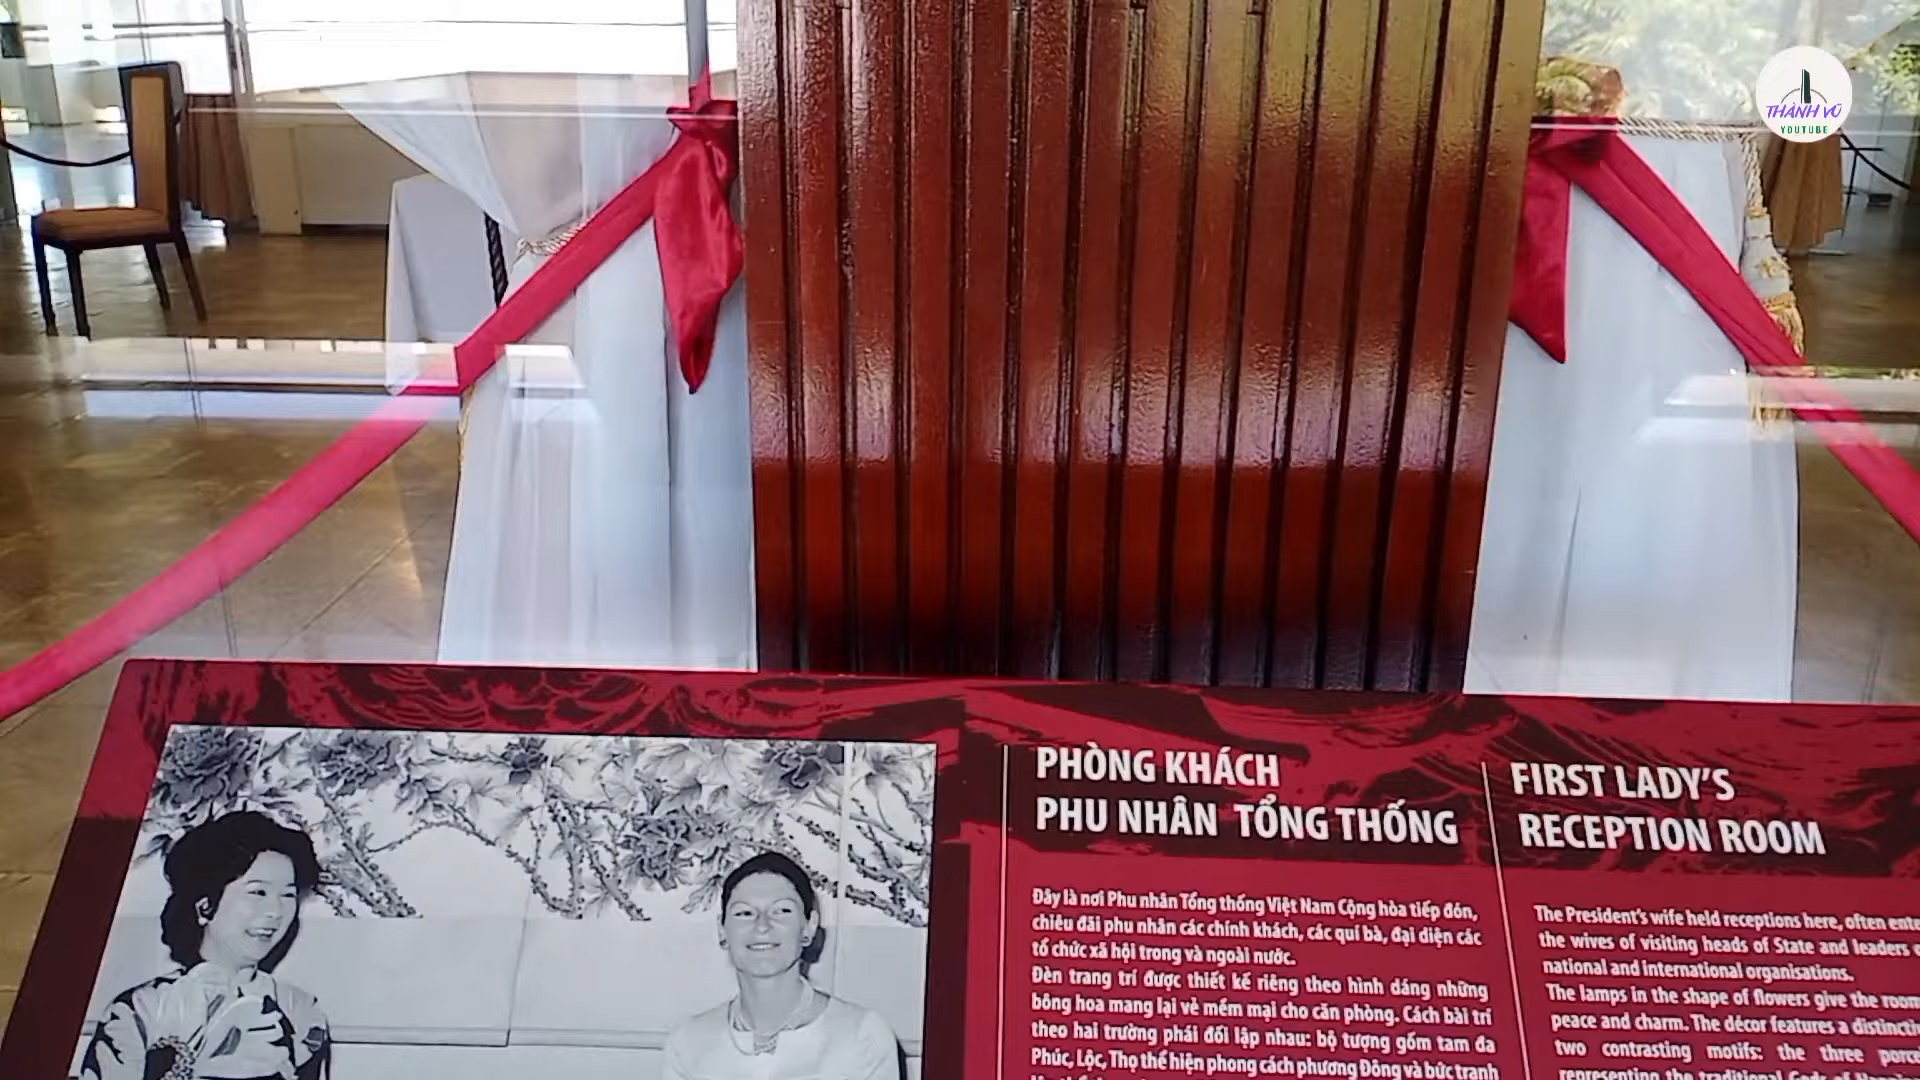 THÀNH VŨ
YOUTUBE
PHÒNG KHÁCH
PHU NHÂN TỔNG THỐNG
Đây là nơi Phu nhân Tổng thống Việt Nam Cộng hòa tiếp đón,
chiêu đãi phu nhân các chính khách, các quí bà, đại diện các
tổ chức xã hội trong và ngoài nước.
Đèn trang trí được thiết kế riêng theo hình dáng những
bông hoa mang lại vẻ mềm mại cho căn phòng. Cách bài trí
theo hai trường phái đối lập nhau: bộ tượng gốm tam đa
Phúc, Lộc, Thọ thể hiện phong cách phương Đông và bức tranh
FIRST LADY'S
RECEPTION ROOM
The President's wife held receptions here, often
the wives of visiting heads of State and leaders
national and international organisations.
The lamps in the shape of flowers give the room
peace and charm. The décor features a
two contrasting motifs: the three
representing the traditional Gods of